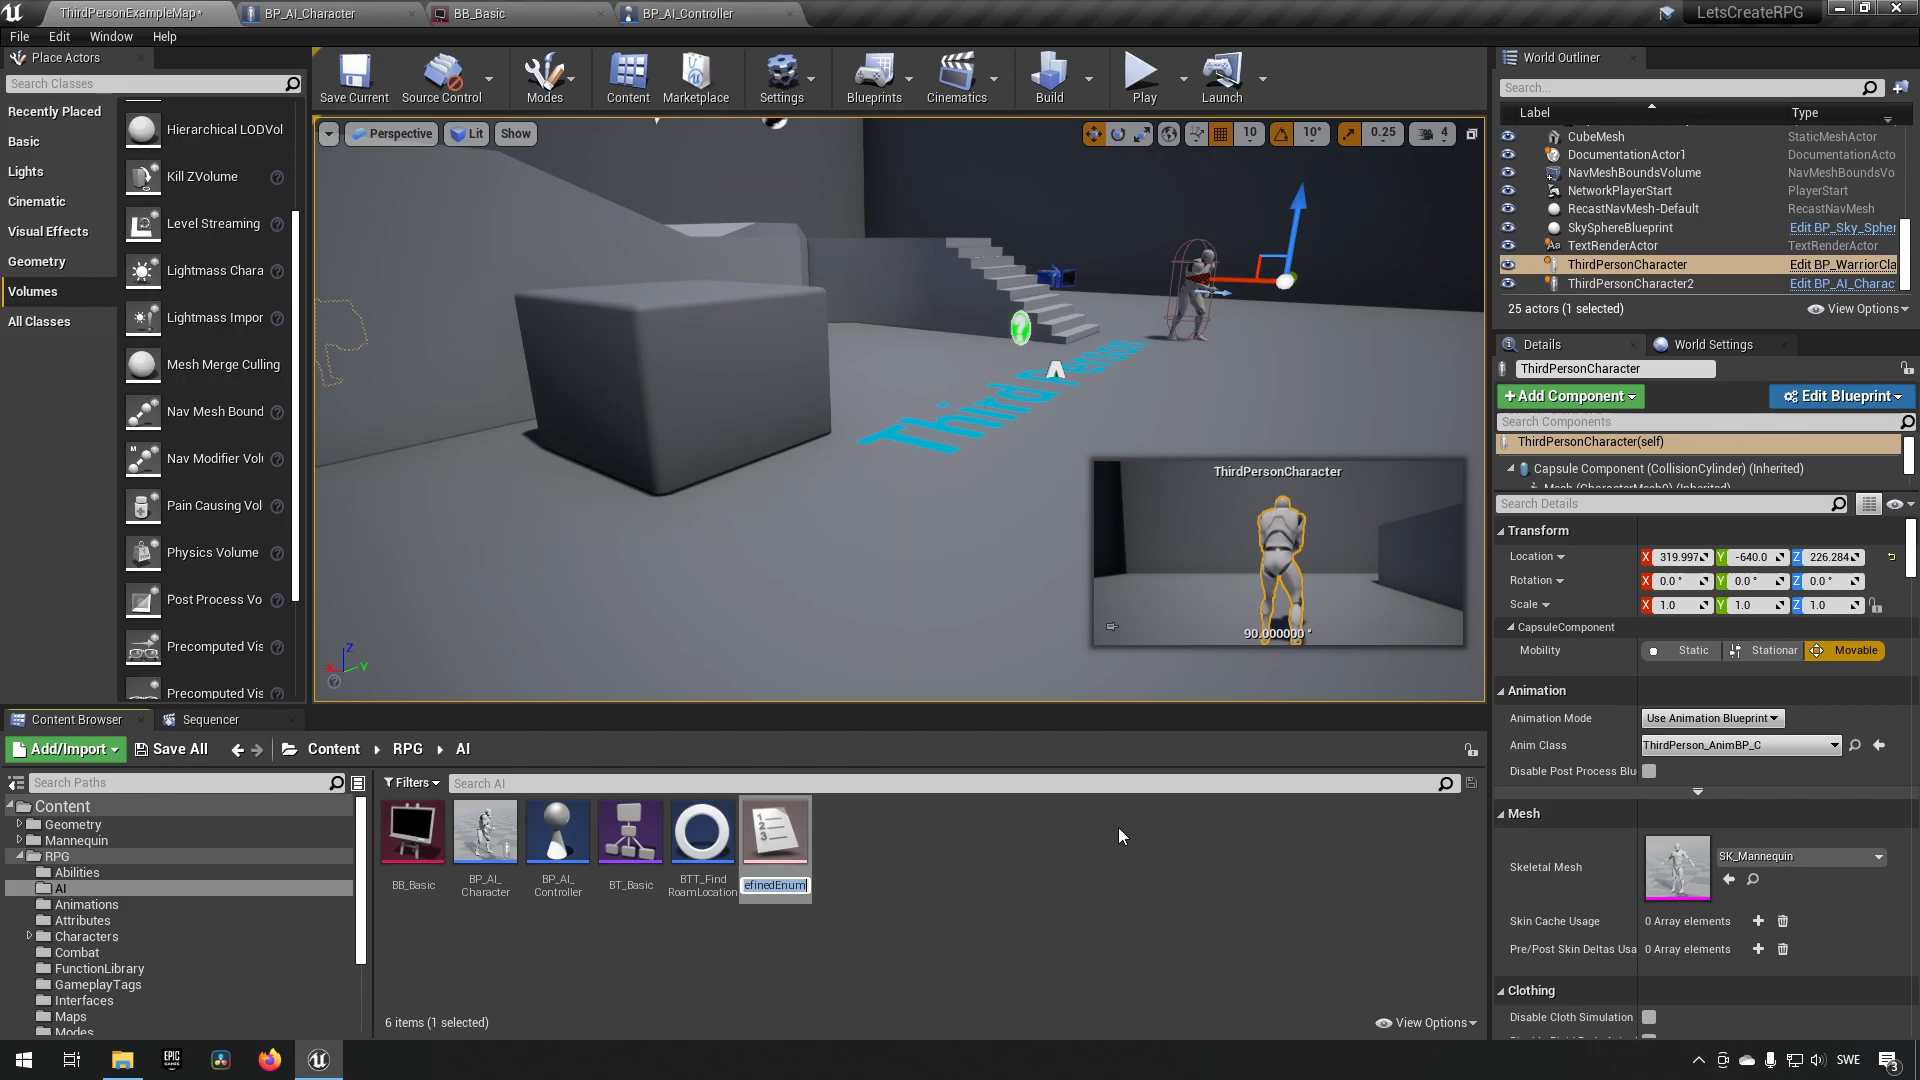 ThirdPersonExampleMap*
BP_AI_Character
BB_Basic
BP_AI_Controller
LetsCreateRPG
File
Edit
Window
Help
Place Actors
Search Classes
Recently Placed
Basic
Lights
Cinematic
Visual Effects
Geometry
Volumes
All Classes
Hierarchical LODVol
Kill ZVolume
Level Streaming
Lightmass Chara
Lightmass Impor
Mesh Merge Culling
Nav Mesh Bound
Nav Modifier Volu
Pain Causing Vol
Physics Volume
Post Process Vo
Precomputed Vis
Precomputed Vis
Save Current
Source Control
Modes
Content
Marketplace
Settings
Blueprints
Cinematics
Build
Play
Launch
Perspective
Lit
Show
10
10°
0.25
4
ThirdPersonCharacter
90.000000 °
World Outliner
Search...
Label
Type
CubeMesh
StaticMeshActor
DocumentationActor1
DocumentationActo
NavMeshBoundsVolume
NavMeshBoundsVo
NetworkPlayerStart
PlayerStart
RecastNavMesh-Default
RecastNavMesh
SkySphereBlueprint
Edit BP_Sky_Spher
TextRenderActor
TextRenderActor
ThirdPersonCharacter
Edit BP_WarriorCla
ThirdPersonCharacter2
Edit BP_AI_Charac
25 actors (1 selected)
View Options
Details
World Settings
ThirdPersonCharacter
+Add Component
Edit Blueprint
Search Components
ThirdPersonCharacter(self)
Capsule Component (CollisionCylinder) (Inherited)
Mesh (CharacterMesh0) (Inherited)
Search Details
Transform
Location
X 319.997
Y -640.0
Z 226.284
Rotation
X 0.0 °
Y 0.0 °
Z 0.0 °
Scale
X 1.0
Y 1.0
Z 1.0
CapsuleComponent
Mobility
Static
Stationar
Movable
Animation
Animation Mode
Use Animation Blueprint
Anim Class
ThirdPerson_AnimBP_C
Disable Post Process Blu
Mesh
Skeletal Mesh
SK_Mannequin
Skin Cache Usage
0 Array elements
Pre/Post Skin Deltas Usa
0 Array elements
Clothing
Disable Cloth Simulation
Content Browser
Sequencer
Add/Import
Save All
Content
RPG
AI
Search Paths
Filters
Search AI
Content
Geometry
Mannequin
RPG
Abilities
AI
Animations
Attributes
Characters
Combat
FunctionLibrary
GameplayTags
Interfaces
Maps
Modes
BB_Basic
BP_AI_
Character
BP_AI_
Controller
BT_Basic
BTT_Find
RoamLocation
efinedEnum
6 items (1 selected)
View Options
SWE
3